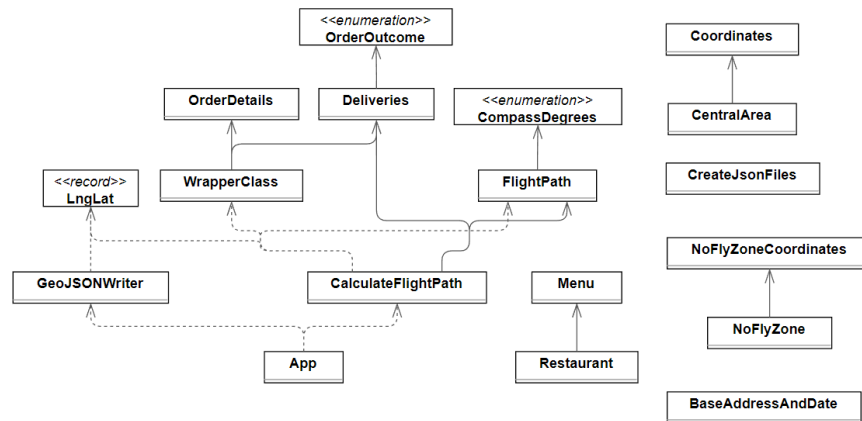 <<enumeration>>
OrderOutcome
Coordinates
OrderDetails
Deliveries
<<enumeration>>
CompassDegrees
CentralArea
<<record>>
LngLat
WrapperClass
FlightPath
CreateJsonFiles
NoFlyZoneCoordinates
GeoJSONWriter
CalculateFlightPath
Menu
NoFlyZone
App
Restaurant
BaseAddressAndDate